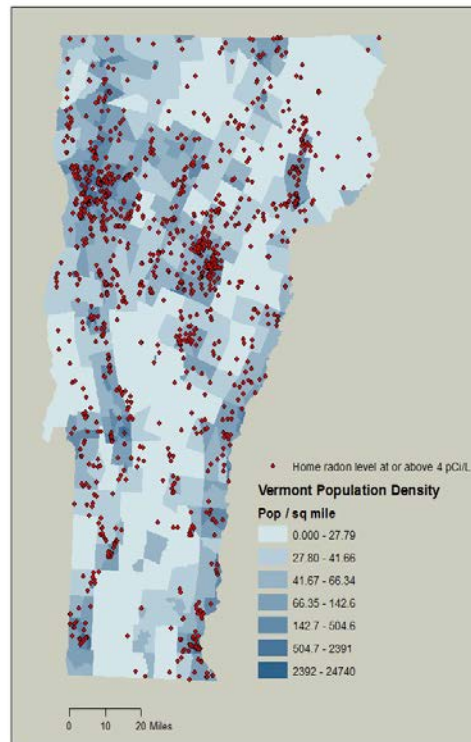 Home radon level at or above 4 pCi/L
Vermont Population Density
Pop / sq mile
0.000 - 27.79
27.80 - 41.66
41.67 - 66.34
66.35 - 142.6
142.7 - 504.6
504.7 - 2391
2392 - 24740
0 10 20 Miles